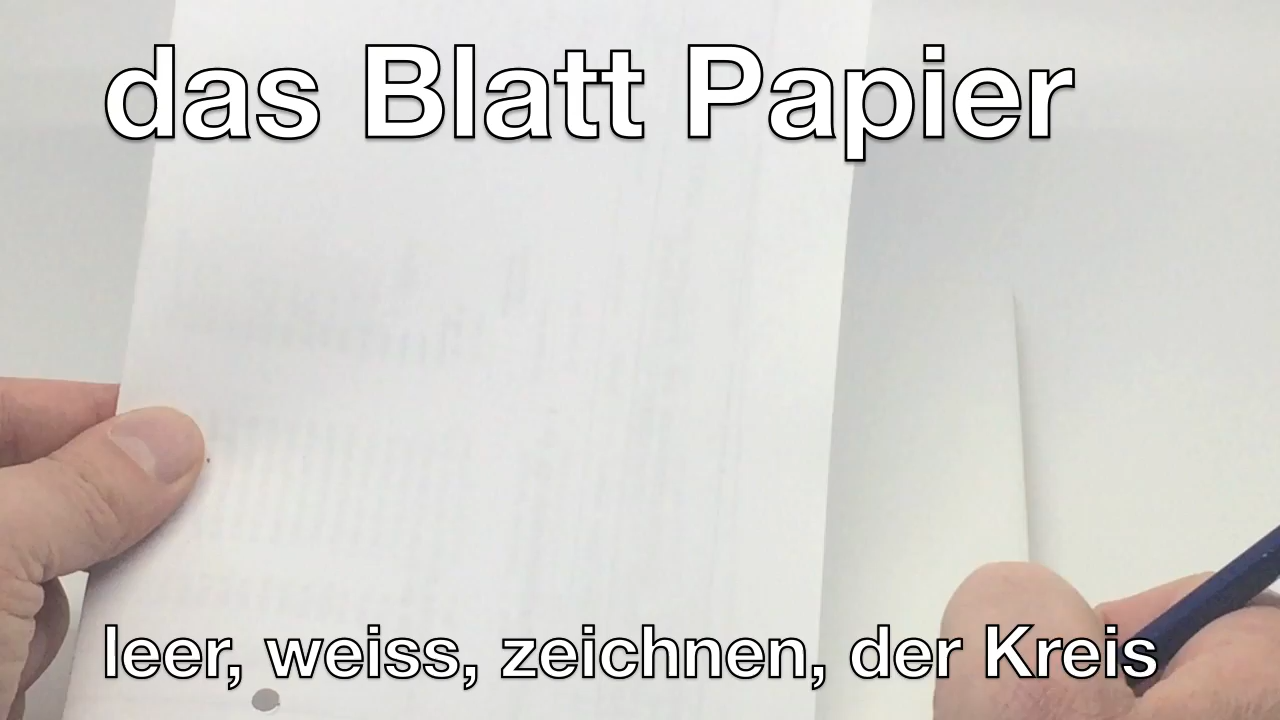 das Blatt Papier
leer, weiss, zeichnen, der Kreis